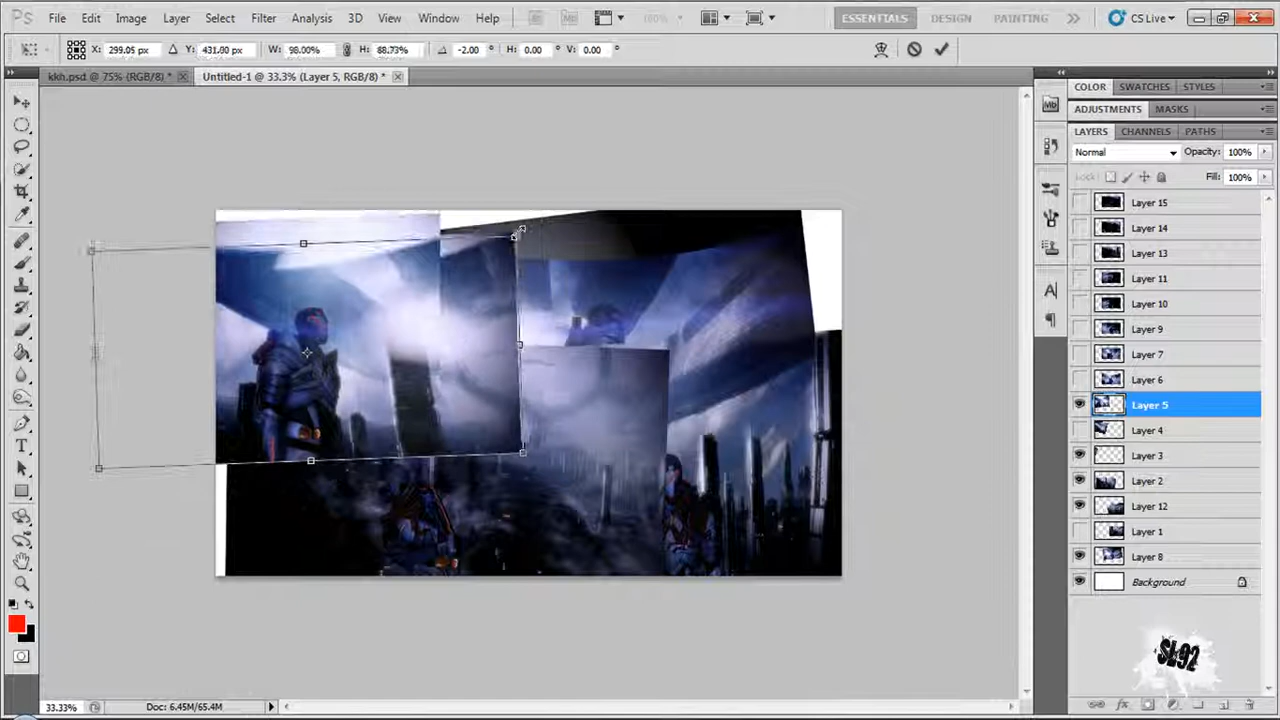 Ps File Edit Image Layer Select Filter Analysis 3D View Window Help 100% ESSENTIALS DESIGN PAINTING CS Live
X: 299.05 px Y: 431.80 px W: 98.00% H: 88.73% -2.00 ° H: 0.00 ° V: 0.00 °
kkh.psd @ 75% (RGB/8) * Untitled-1 @ 33.3% (Layer 5, RGB/8) *
COLOR SWATCHES STYLES
ADJUSTMENTS MASKS
LAYERS CHANNELS PATHS
Normal Opacity: 100%
Lock: Fill: 100%
Layer 15
Layer 14
Layer 13
Layer 11
Layer 10
Layer 9
Layer 7
Layer 6
Layer 5
Layer 4
Layer 3
Layer 2
Layer 12
Layer 1
Layer 8
Background
SL92
33.33% Doc: 6.45M/65.4M